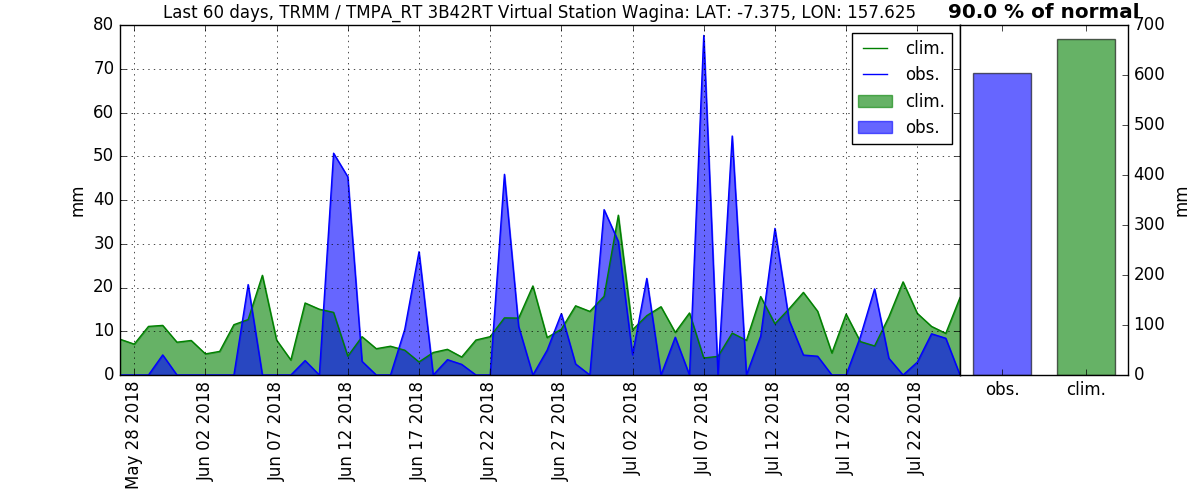 Last 60 days, TRMM / TMPA_RT 3B42RT Virtual Station Wagina: LAT: -7.375, LON: 157.625
90.0 % of normal
mm
80
70
60
50
40
30
20
10
0
clim.
obs.
clim.
obs.
May 28 2018
Jun 02 2018
Jun 07 2018
Jun 12 2018
Jun 17 2018
Jun 22 2018
Jun 27 2018
Jul 02 2018
Jul 07 2018
Jul 12 2018
Jul 17 2018
Jul 22 2018
obs.
clim.
700
600
500
400
300
200
100
0
mm